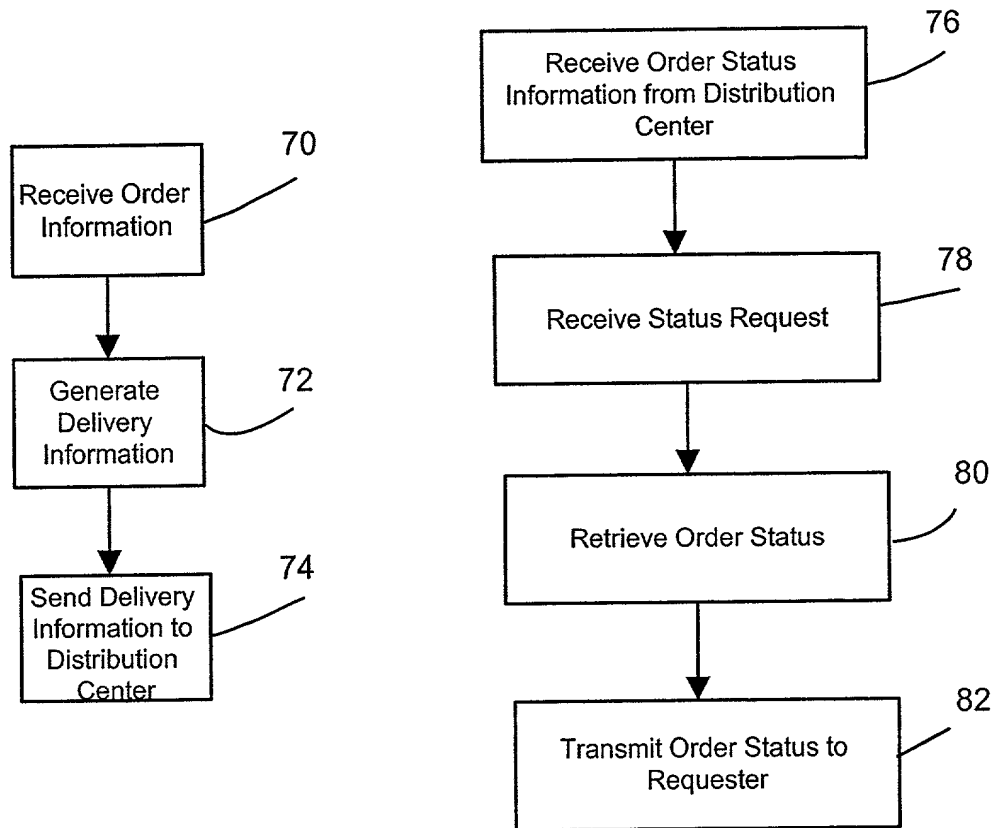 70
Receive Order
Information
72
Generate
Delivery
Information
74
Send Delivery
Information to
Distribution
Center
76
Receive Order Status
Information from Distribution
Center
78
Receive Status Request
80
Retrieve Order Status
82
Transmit Order Status to
Requester